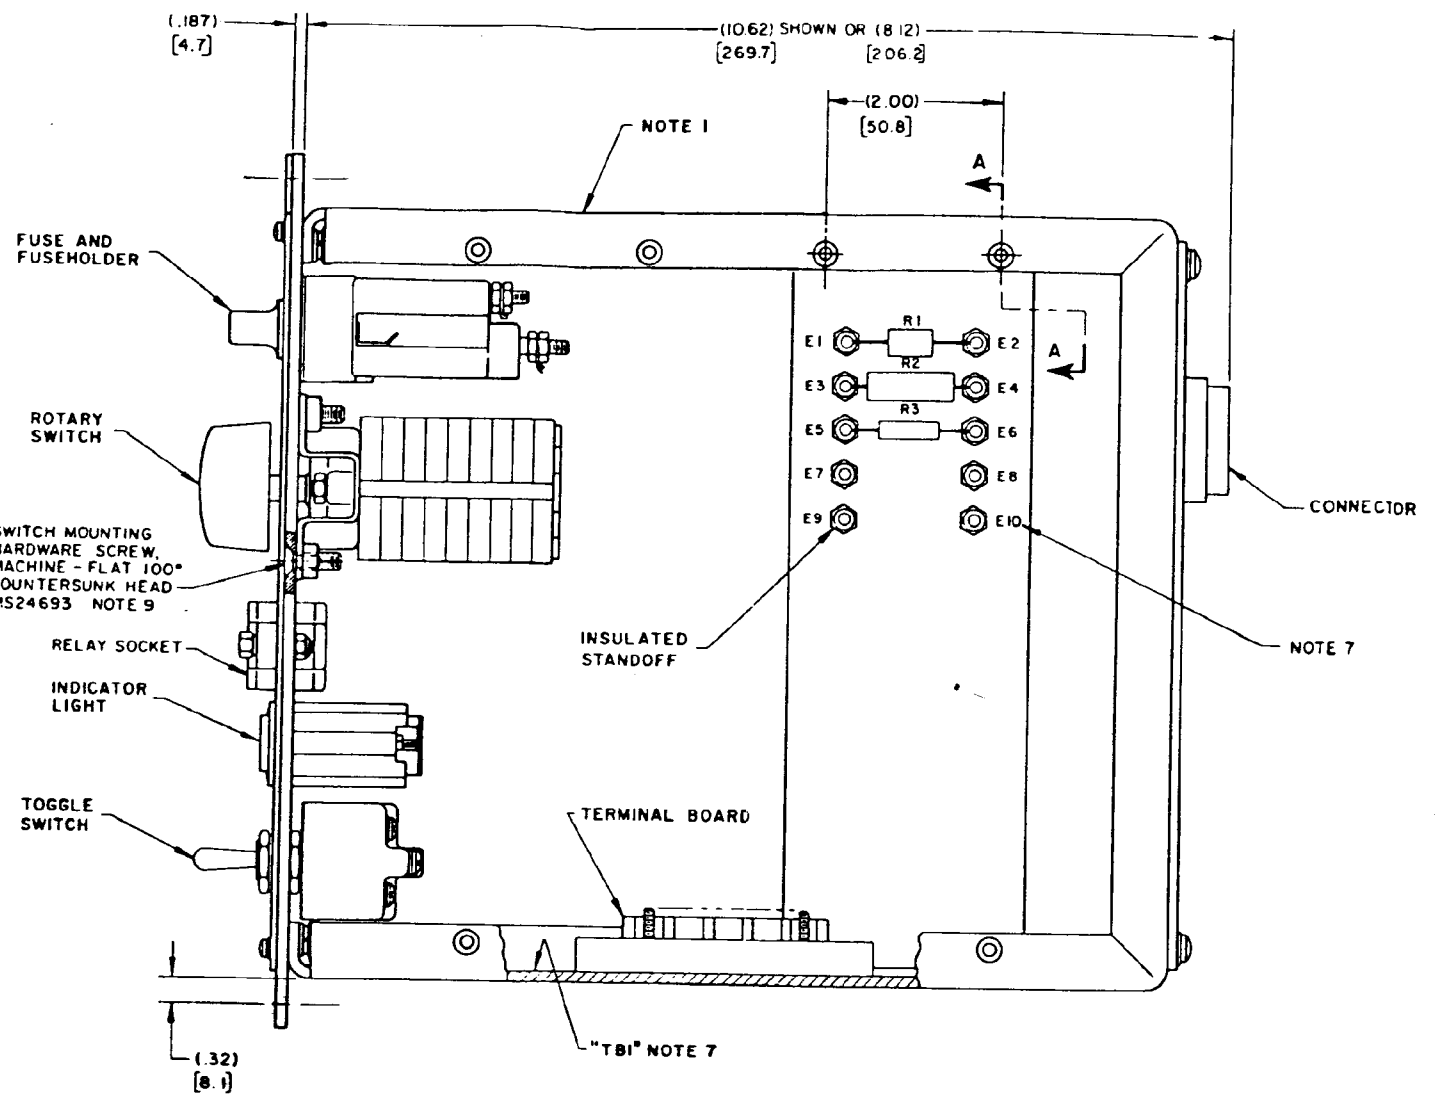 (.187)
[4.7]
(10.62) SHOWN OR (8.12)
[269.7] [206.2]
(2.00)
[50.8]
NOTE 1
A
FUSE AND
FUSEHOLDER
R1
E1 E2
R2
A
E3 E4
R3
E5 E6
E7 E8
E9 E10
ROTARY
SWITCH
CONNECTOR
SWITCH MOUNTING
HARDWARE SCREW,
MACHINE - FLAT 100°
COUNTERSUNK HEAD
MS24693 NOTE 9
RELAY SOCKET
INSULATED
STANDOFF
NOTE 7
INDICATOR
LIGHT
TOGGLE
SWITCH
TERMINAL BOARD
"TB1" NOTE 7
(.32)
[8.1]